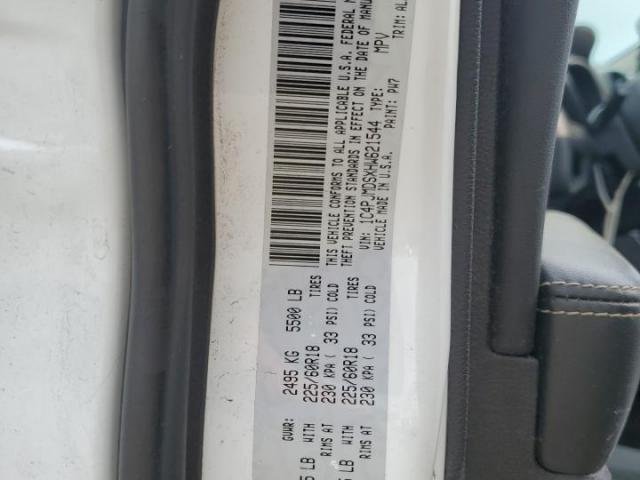 GVWR: 2495 KG 5500 LB
LB WITH 225/60R18 TIRES
RIMS AT 230 KPA ( 33 PSI) COLD
LB WITH 225/60R18 TIRES
RIMS AT 230 KPA ( 33 PSI) COLD
THIS VEHICLE CONFORMS TO ALL APPLICABLE U.S.A. FEDERAL
THEFT PREVENTION STANDARDS IN EFFECT ON THE DATE OF
VIN: 1C4PJMDSXHW621544 TYPE: MPV
VEHICLE MADE IN U.S.A. PAINT: PW7 TRIM: